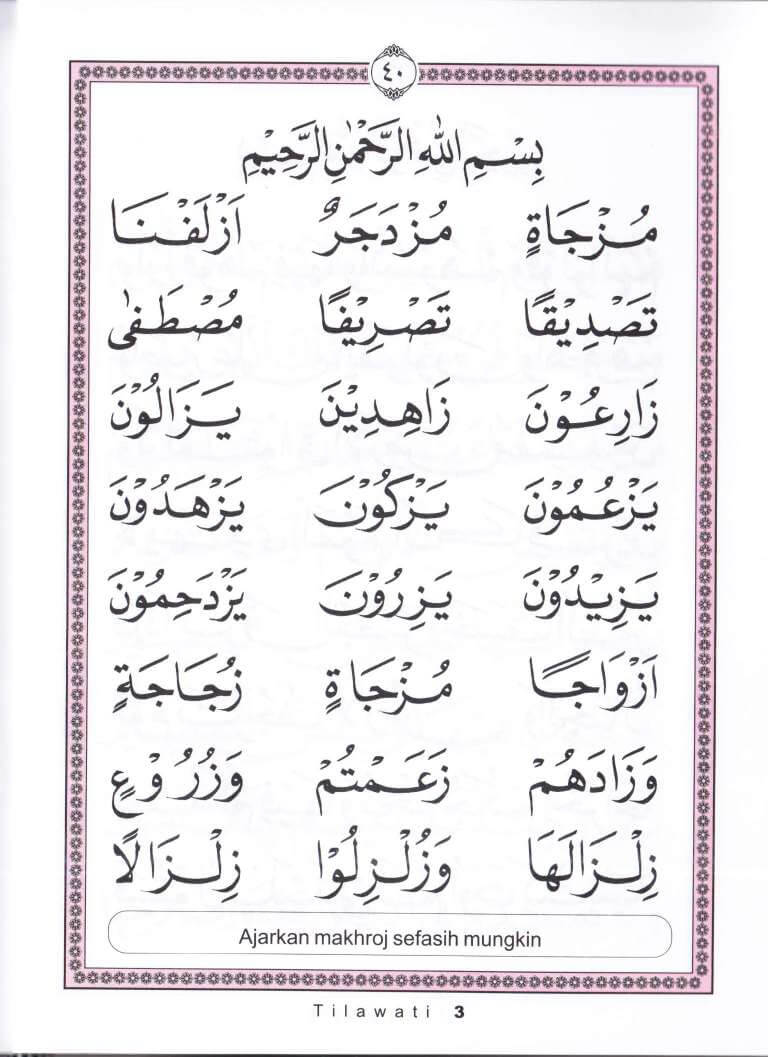 ٤٠
بِسْمِ اللهِ الرَّحْمٰنِ الرَّحِيْمِ
مُزْجَاةٍ مُزْدَجَرٌ اَزْلَفْنَا
تَصْدِيْقًا تَصْرِيْفًا مُصْطَفٰى
زَارِعُوْنَ زَاهِدِيْنَ يَزَالُوْنَ
يَزْعُمُوْنَ يَزْكُوْنَ يَزْهَدُوْنَ
يَزِيْدُوْنَ يَزِرُوْنَ يَزْدَحِمُوْنَ
اَزْوَاجًا مُزْجَاةٍ زُجَاجَةٍ
وَزَادَهُمْ زَعَمْتُمْ وَزُرُوْعٍ
زِلْزَالَهَا وَزُلْزِلُوْا زِلْزَالًا
Ajarkan makhroj sefasih mungkin
Tilawati 3